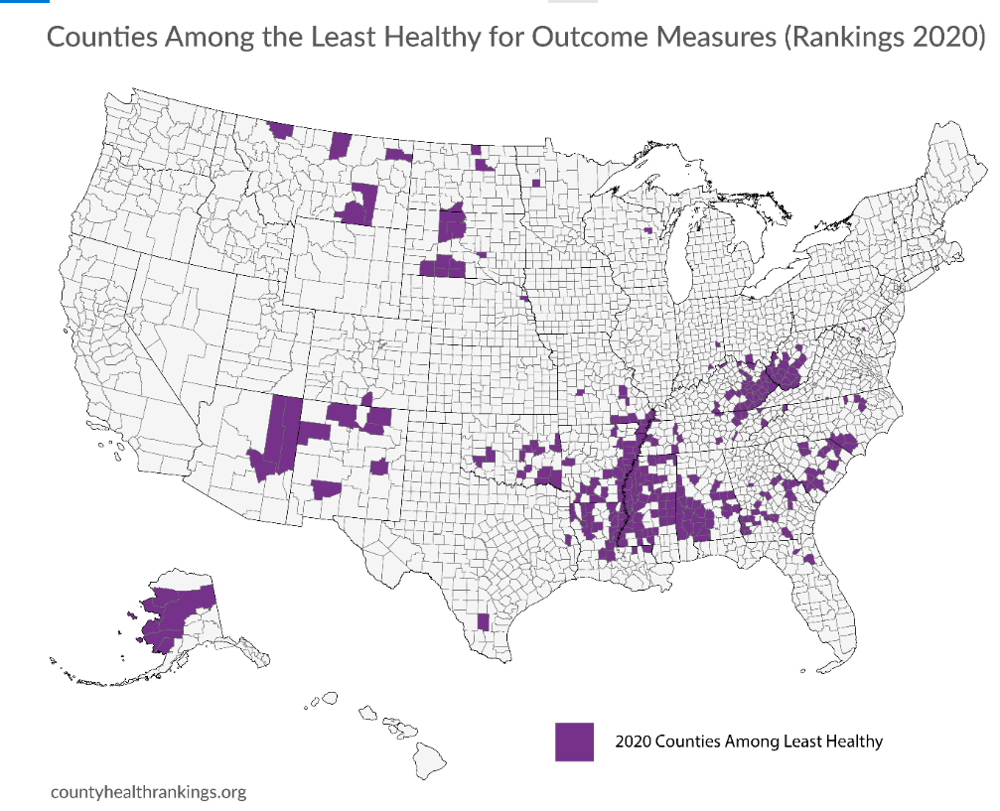 Counties Among the Least Healthy for Outcome Measures (Rankings 2020)
2020 Counties Among Least Healthy
countyhealthrankings.org